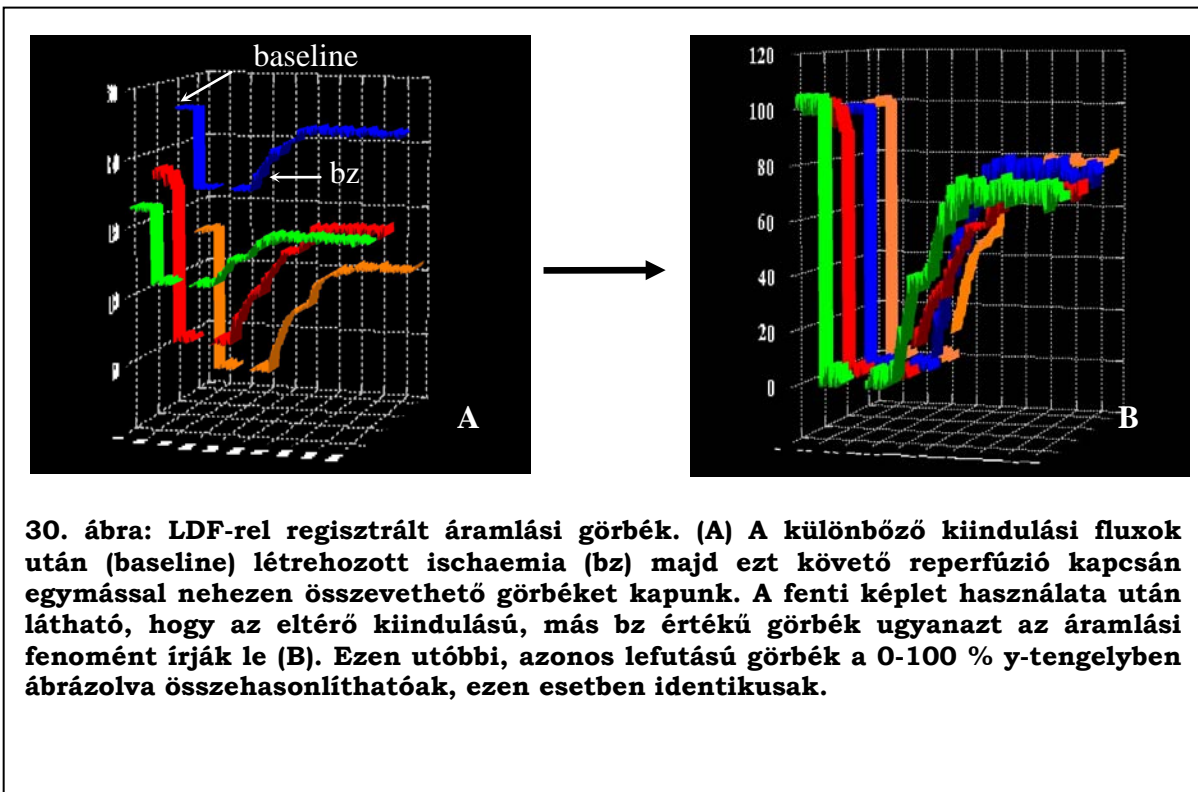 baseline
bz
A
120
100
80
60
40
20
0
B
30. ábra: LDF-rel regisztrált áramlási görbék. (A) A különbőző kiindulási fluxok
után (baseline) létrehozott ischaemia (bz) majd ezt követő reperfúzió kapcsán
egymással nehezen összevethető görbéket kapunk. A fenti képlet használata után
látható, hogy az eltérő kiindulású, más bz értékű görbék ugyanazt az áramlási
fenomént írják le (B). Ezen utóbbi, azonos lefutású görbék a 0-100 % y-tengelyben
ábrázolva összehasonlíthatóak, ezen esetben identikusak.